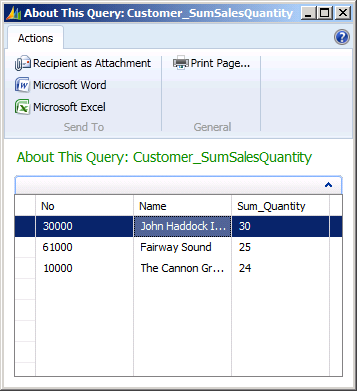 About This Query: Customer_SumSalesQuantity
Actions
Recipient as Attachment
Print Page...
Microsoft Word
Microsoft Excel
Send To
General
About This Query: Customer_SumSalesQuantity
No Name Sum_Quantity
30000 John Haddock I... 30
61000 Fairway Sound 25
10000 The Cannon Gr... 24